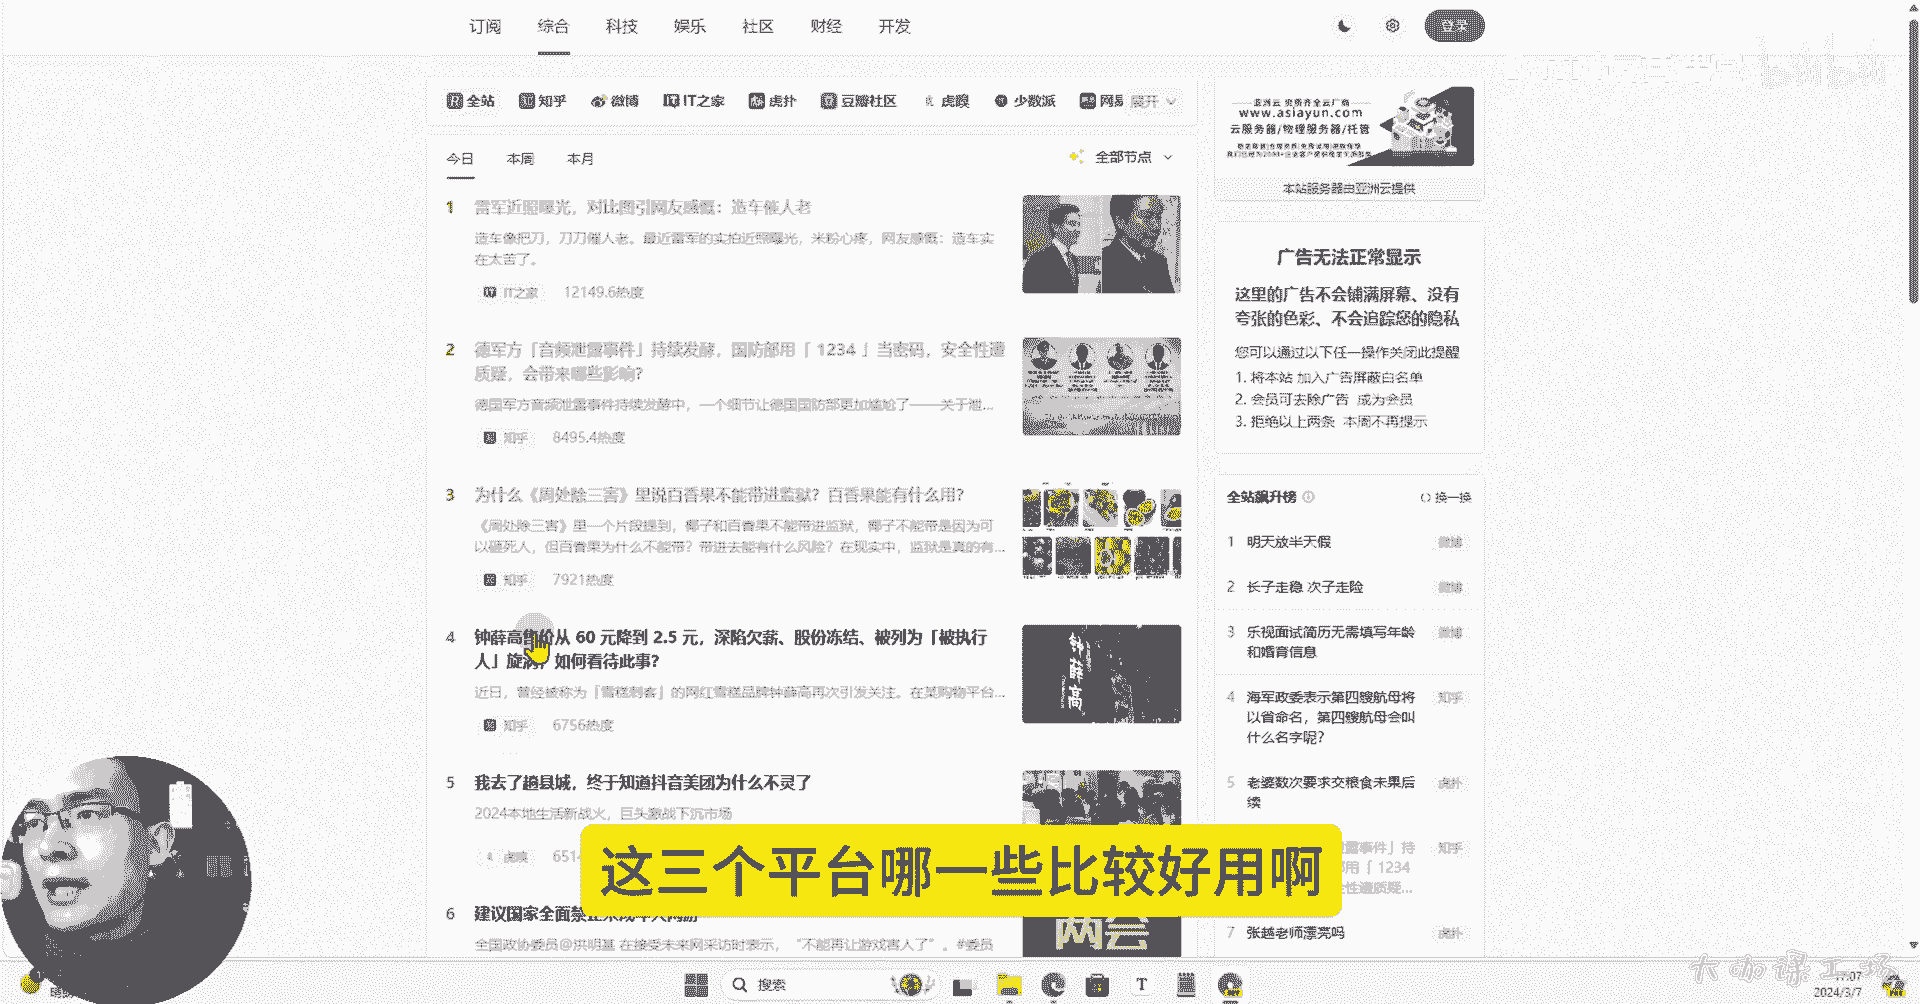 订阅 综合 科技 娱乐 社区 财经 开发
登录
bilibili
全站 知乎 微博 IT之家 虎扑 豆瓣社区 虎嗅 少数派 网易 展开
今日 本周 本月
全部节点
1 雷军近照曝光，对比图引网友感慨：造车催人老
造车像把刀，刀刀催人老。最近雷军的实拍近照曝光，米粉心疼，网友感慨：造车实
在太苦了。
IT之家 12149.6热度
2 德军方「音频泄露事件」持续发酵，国防部用「 1234 」当密码，安全性遭
质疑，会带来哪些影响？
德国军方音频泄露事件持续发酵中，一个细节让德国国防部更加尴尬了——关于泄...
知乎 8495.4热度
3 为什么《周处除三害》里说百香果不能带进监狱？百香果能有什么用？
《周处除三害》里一个片段提到，椰子和百香果不能带进监狱，椰子不能带是因为可
以砸死人，但百香果为什么不能带？带进去能有什么风险？在现实中，监狱是真的有...
知乎 7921热度
4 钟薛高售价从 60 元降到 2.5 元，深陷欠薪、股份冻结、被列为「被执行
人」旋涡，如何看待此事？
近日，曾经被称为「雪糕刺客」的网红雪糕品牌钟薛高再次引发关注。在某购物平台...
知乎 6756热度
钟薛高
5 我去了趟县城，终于知道抖音美团为什么不灵了
2024本地生活新战火，巨头激战下沉市场
虎嗅 651
6 建议国家全面禁止未成年人网游
全国政协委员@洪明基 在接受未来网采访时表示，“不能再让游戏害人了”。#委员
两会
亚洲云 资质齐全云厂商
www.asiayun.com
云服务器/物理服务器/托管
本站服务器由亚洲云提供
广告无法正常显示
这里的广告不会铺满屏幕、没有
夸张的色彩、不会追踪您的隐私
您可以通过以下任一操作关闭此提醒
1. 将本站 加入广告屏蔽白名单
2. 会员可去除广告 成为会员
3. 拒绝以上两条 本周不再提示
全站飙升榜 换一换
1 明天放半天假 微博
2 长子走稳 次子走险 微博
3 乐视面试简历无需填写年龄 微博
和婚育信息
4 海军政委表示第四艘航母将 知乎
以省命名，第四艘航母会叫
什么名字呢？
5 老婆数次要求交粮食未果后 虎扑
续
露事件」持 知乎
用「 1234
全性遭质疑...
7 张越老师漂亮吗 虎扑
这三个平台哪一些比较好用啊
搜索
T
大咖课工场
17:07
2024/3/7